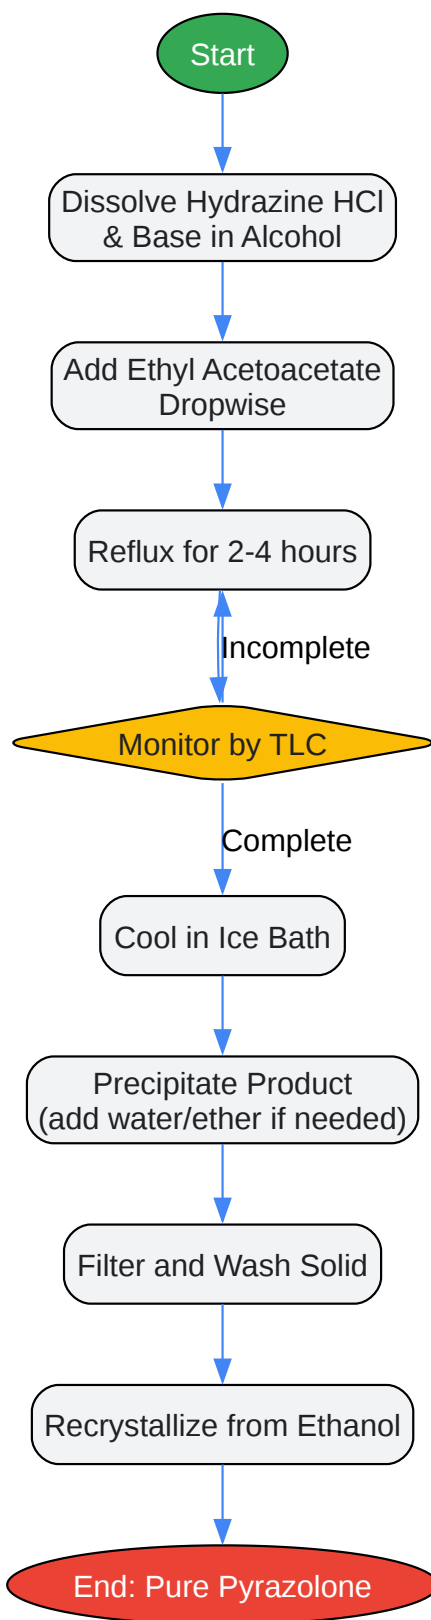 Start
Dissolve Hydrazine HCl
& Base in Alcohol
Add Ethyl Acetoacetate
Dropwise
Reflux for 2-4 hours
Incomplete
Monitor by TLC
Complete
Cool in Ice Bath
Precipitate Product
(add water/ether if needed)
Filter and Wash Solid
Recrystallize from Ethanol
End: Pure Pyrazolone